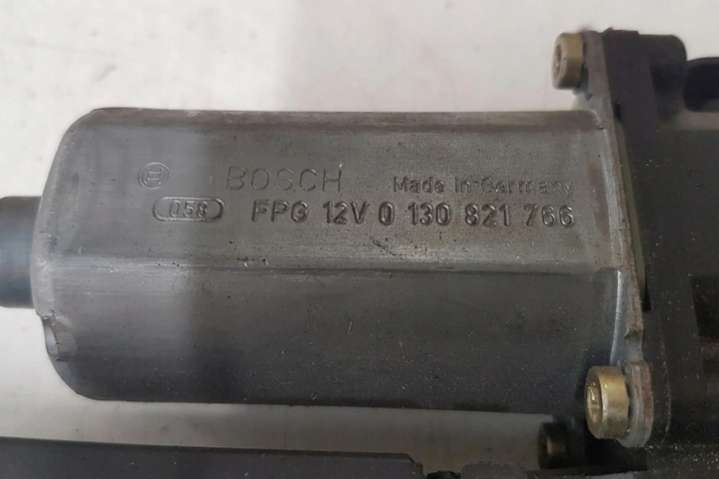 BOSCH Made in Germany
058 FPG 12V 0 130 821 766